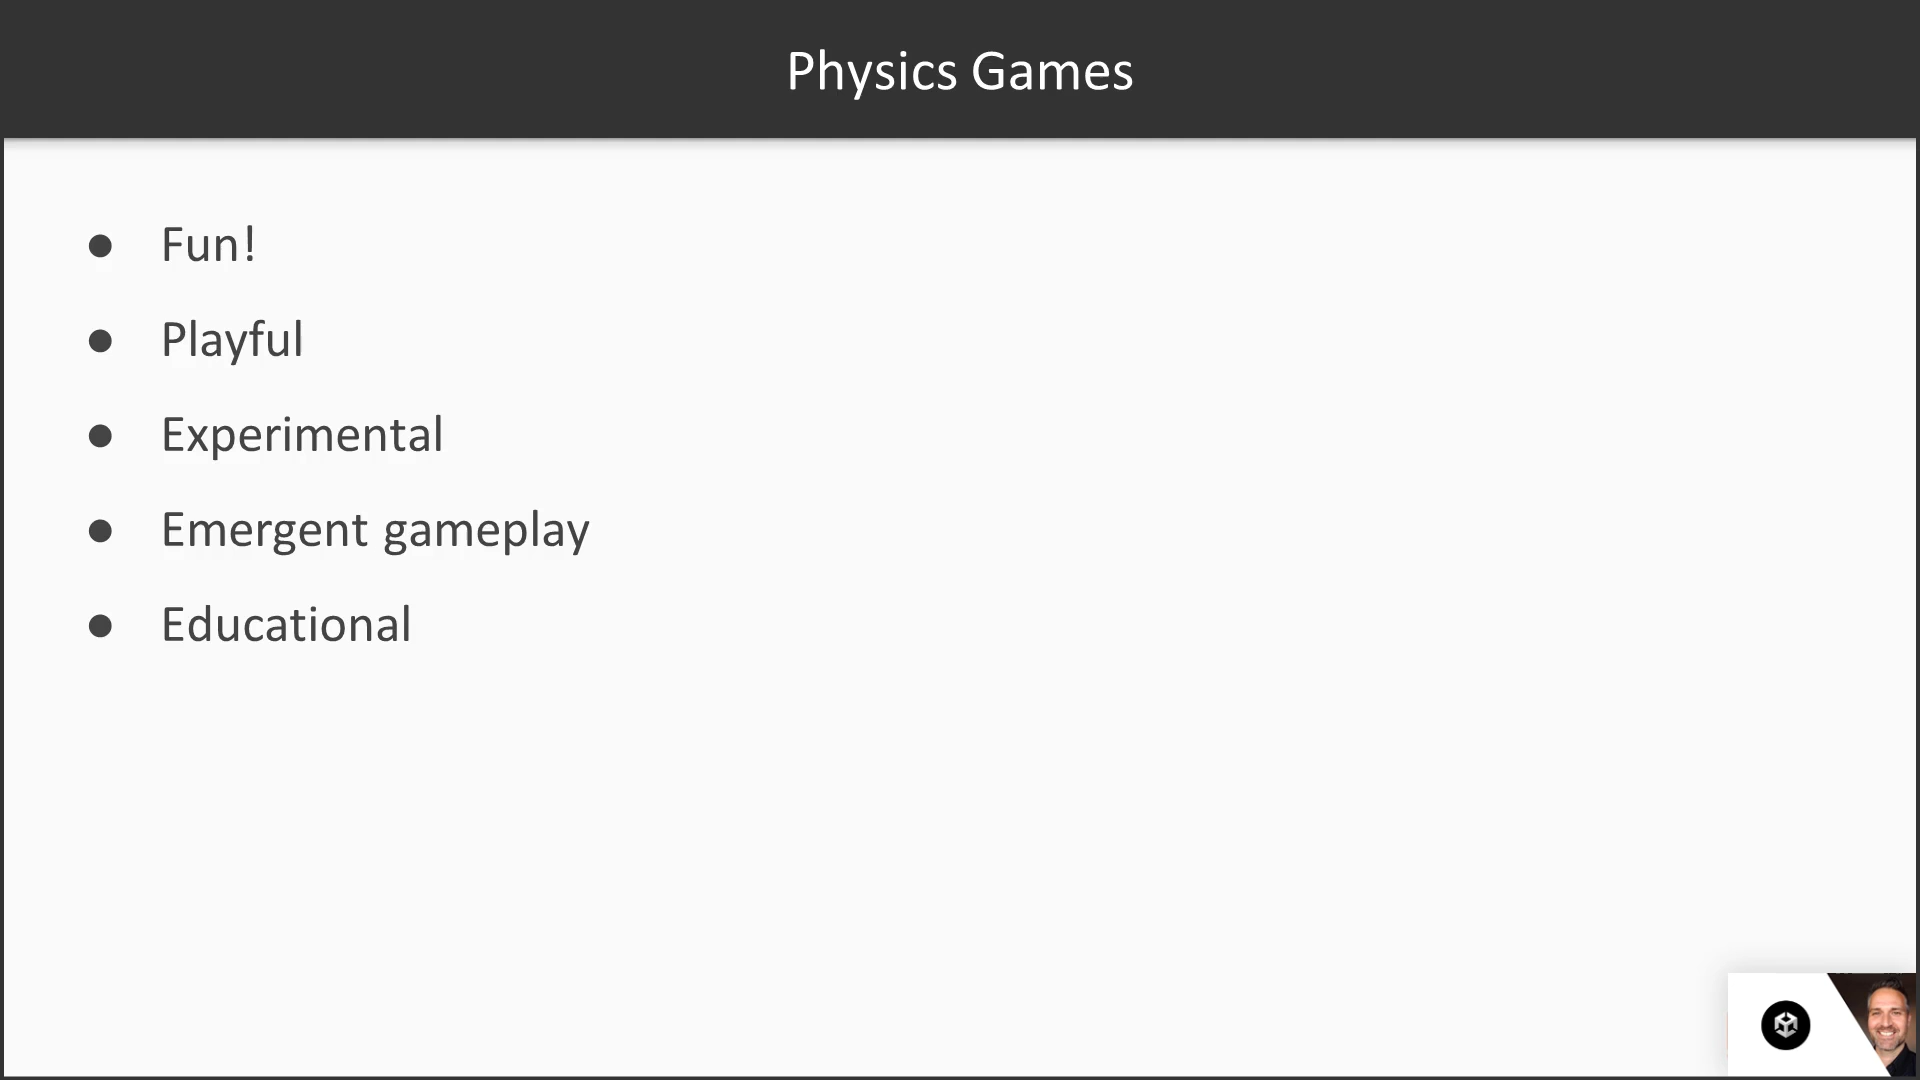 Physics Games
● Fun!
● Playful
● Experimental
● Emergent gameplay
● Educational